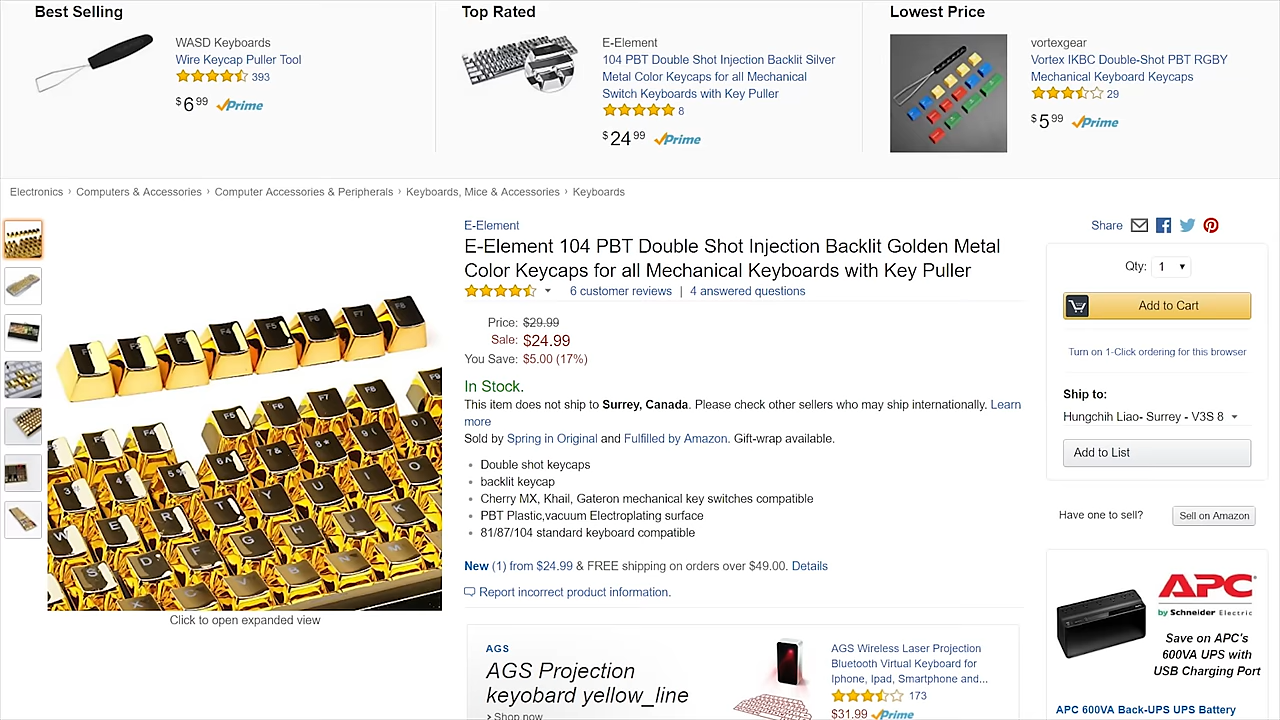 Best Selling
WASD Keyboards
Wire Keycap Puller Tool
393
$6 99 Prime
Top Rated
E-Element
104 PBT Double Shot Injection Backlit Silver
Metal Color Keycaps for all Mechanical
Switch Keyboards with Key Puller
8
$24 99 Prime
Lowest Price
vortexgear
Vortex IKBC Double-Shot PBT RGBY
Mechanical Keyboard Keycaps
29
$5 99 Prime
Electronics › Computers & Accessories › Computer Accessories & Peripherals › Keyboards, Mice & Accessories › Keyboards
F1 F2 F3 F4 F5 F6 F7 F8
Click to open expanded view
E-Element
E-Element 104 PBT Double Shot Injection Backlit Golden Metal
Color Keycaps for all Mechanical Keyboards with Key Puller
6 customer reviews | 4 answered questions
Price: $29.99
Sale: $24.99
You Save: $5.00 (17%)
In Stock.
This item does not ship to Surrey, Canada. Please check other sellers who may ship internationally. Learn
more
Sold by Spring in Original and Fulfilled by Amazon. Gift-wrap available.
• Double shot keycaps
• backlit keycap
• Cherry MX, Khail, Gateron mechanical key switches compatible
• PBT Plastic,vacuum Electroplating surface
• 81/87/104 standard keyboard compatible
New (1) from $24.99 & FREE shipping on orders over $49.00. Details
Report incorrect product information.
AGS
AGS Projection
keyobard yellow_line
› Shop now
AGS Wireless Laser Projection
Bluetooth Virtual Keyboard for
Iphone, Ipad, Smartphone and...
173
$31.99 Prime
Share
Qty: 1
Add to Cart
Turn on 1-Click ordering for this browser
Ship to:
Hungchih Liao- Surrey - V3S 8
Add to List
Have one to sell? Sell on Amazon
APC
by Schneider Electric
Save on APC's
600VA UPS with
USB Charging Port
APC 600VA Back-UPS UPS Battery